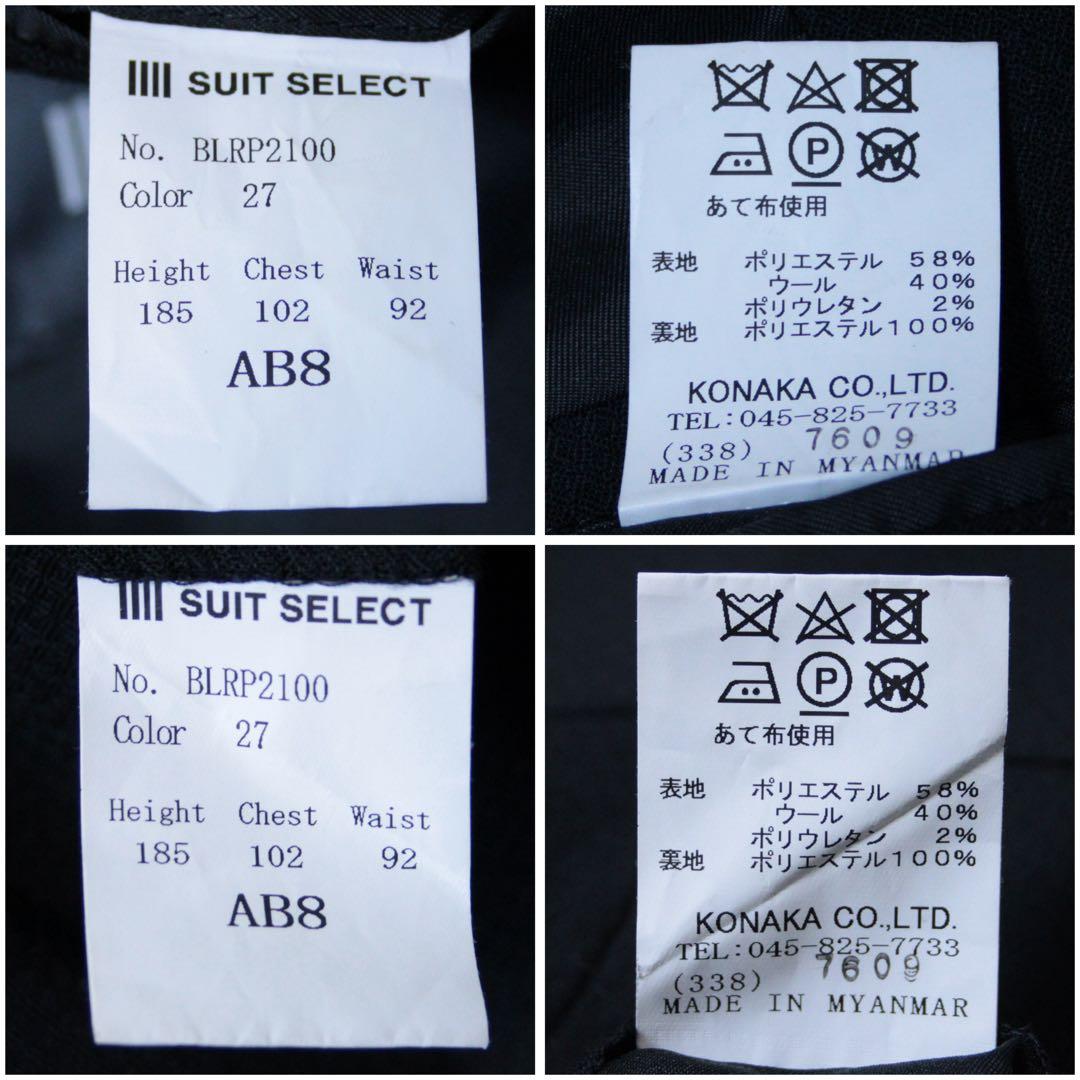 SUIT SELECT
No. BLRP2100
Color 27
Height Chest Waist
185 102 92
AB8
P W
あて布使用
表地 ポリエステル 58%
ウール 40%
ポリウレタン 2%
裏地 ポリエステル100%
KONAKA CO.,LTD.
TEL:045-825-7733
(338) 7609
MADE IN MYANMAR
SUIT SELECT
No. BLRP2100
Color 27
Height Chest Waist
185 102 92
AB8
P W
あて布使用
表地 ポリエステル 58%
ウール 40%
ポリウレタン 2%
裏地 ポリエステル100%
KONAKA CO.,LTD.
TEL:045-825-7733
(338) 7609
MADE IN MYANMAR